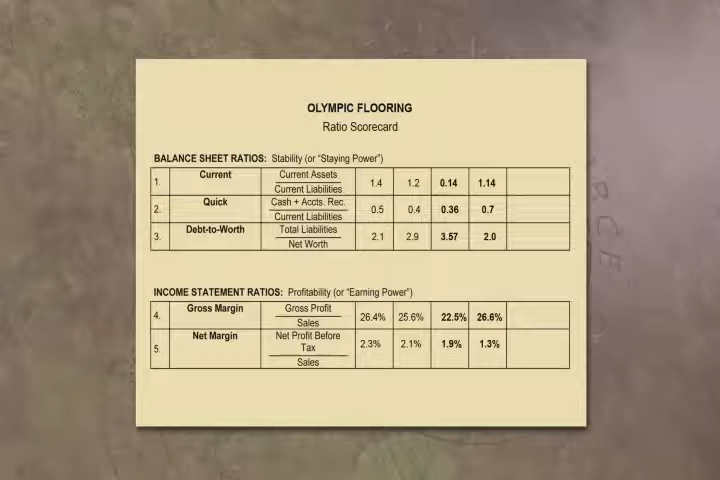 OLYMPIC FLOORING
Ratio Scorecard
BALANCE SHEET RATIOS: Stability (or "Staying Power")
1. Current Current Assets 1.4 1.2 0.14 1.14
Current Liabilities
2. Quick Cash + Accts. Rec. 0.5 0.4 0.36 0.7
Current Liabilities
3. Debt-to-Worth Total Liabilities 2.1 2.9 3.57 2.0
Net Worth
INCOME STATEMENT RATIOS: Profitability (or "Earning Power")
4. Gross Margin Gross Profit 26.4% 25.6% 22.5% 26.6%
Sales
5. Net Margin Net Profit Before 2.3% 2.1% 1.9% 1.3%
Tax
Sales